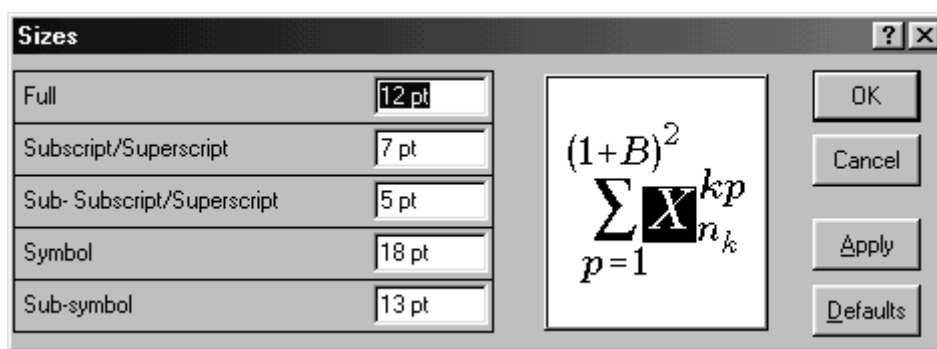 Sizes
Full 12 pt
Subscript/Superscript 7 pt
Sub- Subscript/Superscript 5 pt
Symbol 18 pt
Sub-symbol 13 pt
(1+B)²
∑ X kp
n k
p=1
OK
Cancel
Apply
Defaults